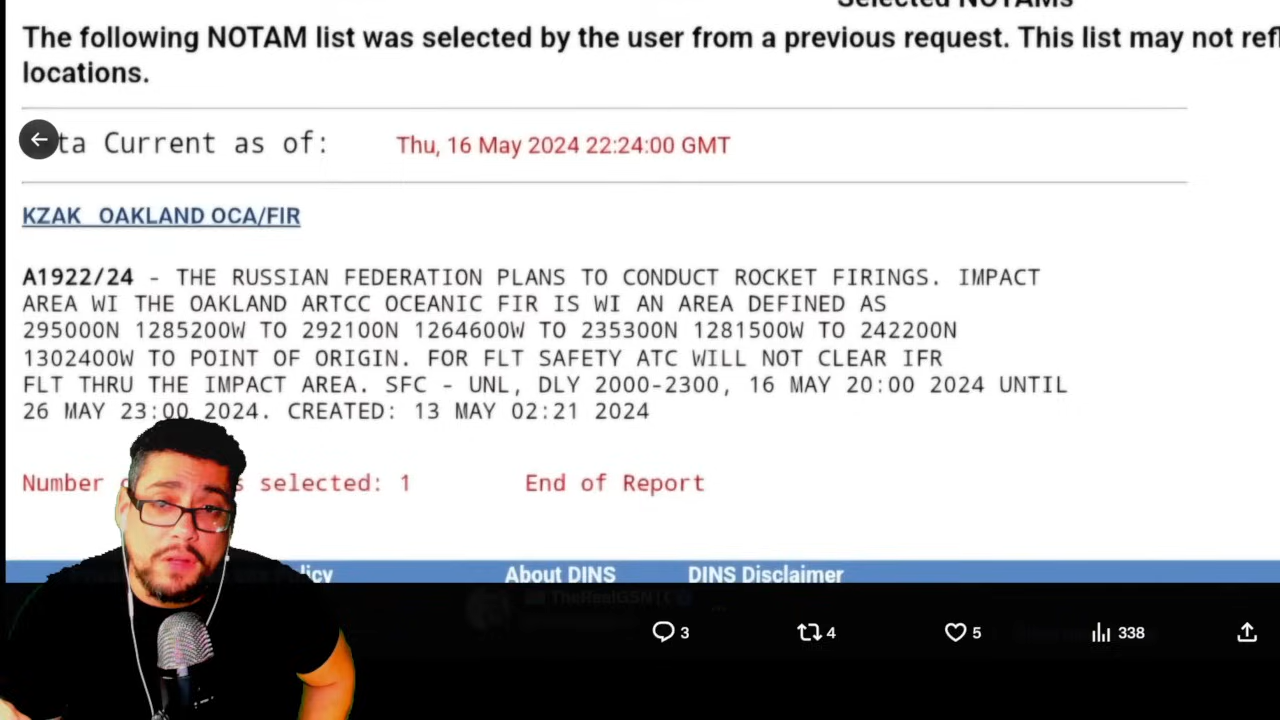 Selected NOTAMs
The following NOTAM list was selected by the user from a previous request. This list may not
locations.
ta Current as of: Thu, 16 May 2024 22:24:00 GMT
KZAK OAKLAND OCA/FIR
A1922/24 - THE RUSSIAN FEDERATION PLANS TO CONDUCT ROCKET FIRINGS. IMPACT
AREA WI THE OAKLAND ARTCC OCEANIC FIR IS WI AN AREA DEFINED AS
295000N 1285200W TO 292100N 1264600W TO 235300N 1281500W TO 242200N
1302400W TO POINT OF ORIGIN. FOR FLT SAFETY ATC WILL NOT CLEAR IFR
FLT THRU THE IMPACT AREA. SFC - UNL, DLY 2000-2300, 16 MAY 20:00 2024 UNTIL
26 MAY 23:00 2024. CREATED: 13 MAY 02:21 2024
Number selected: 1 End of Report
About DINS DINS Disclaimer
TheRealGSN
3 4 5 338